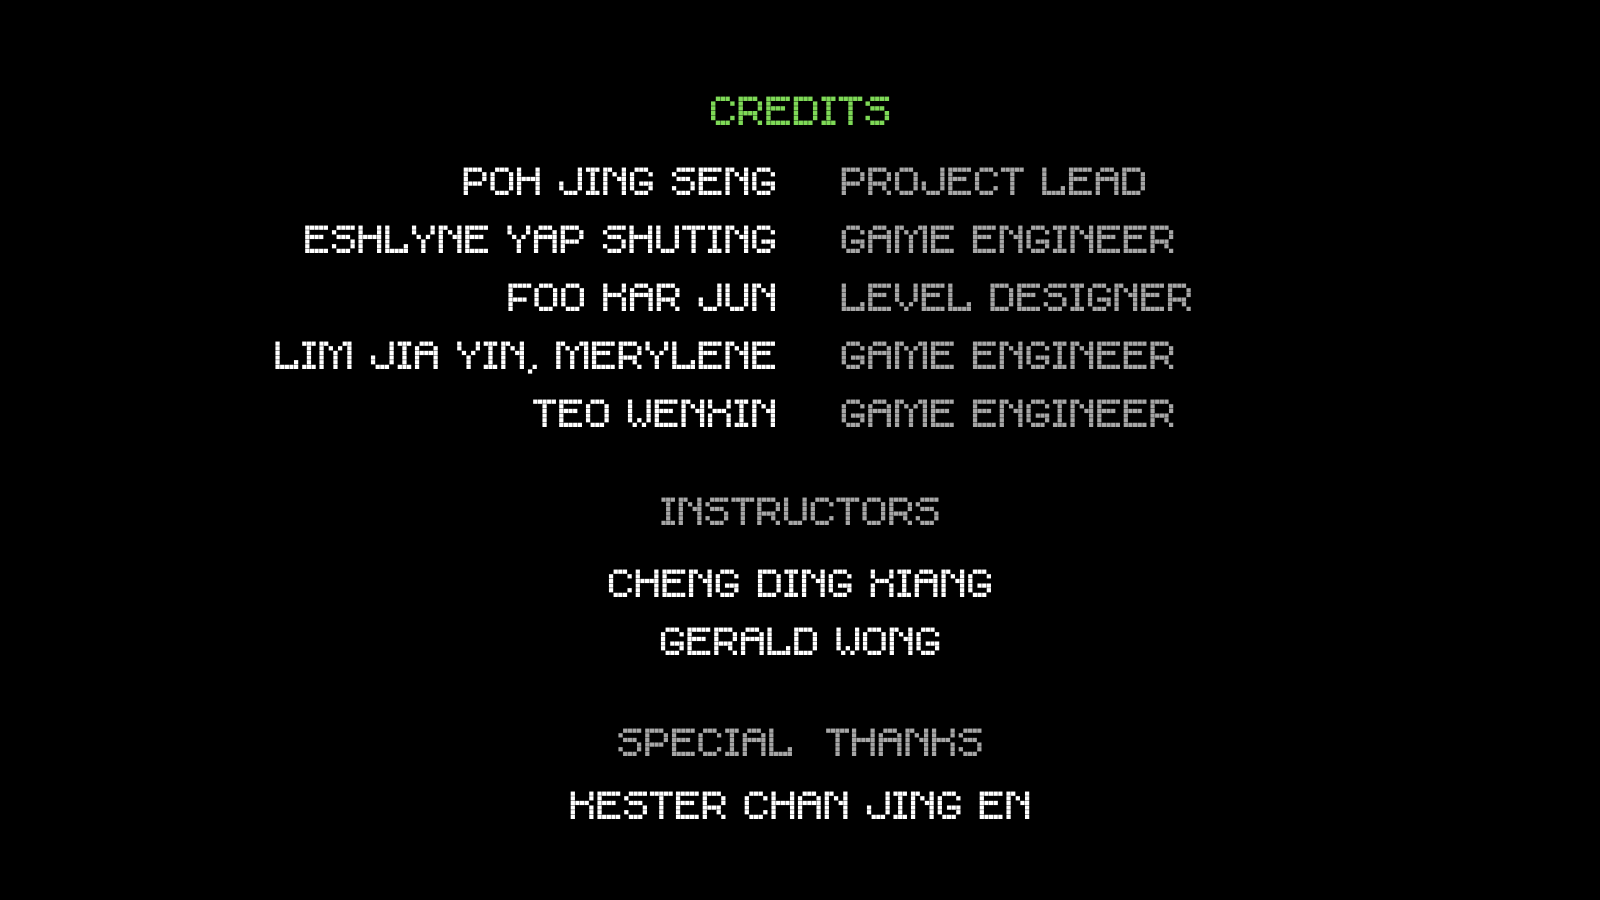 CREDITS
POH JING SENG PROJECT LEAD
ESHLYNE YAP SHUTING GAME ENGINEER
FOO KAR JUN LEVEL DESIGNER
LIM JIA YIN, MERYLENE GAME ENGINEER
TEO WENXIN GAME ENGINEER
INSTRUCTORS
CHENG DING XIANG
GERALD WONG
SPECIAL THANKS
KESTER CHAN JING EN